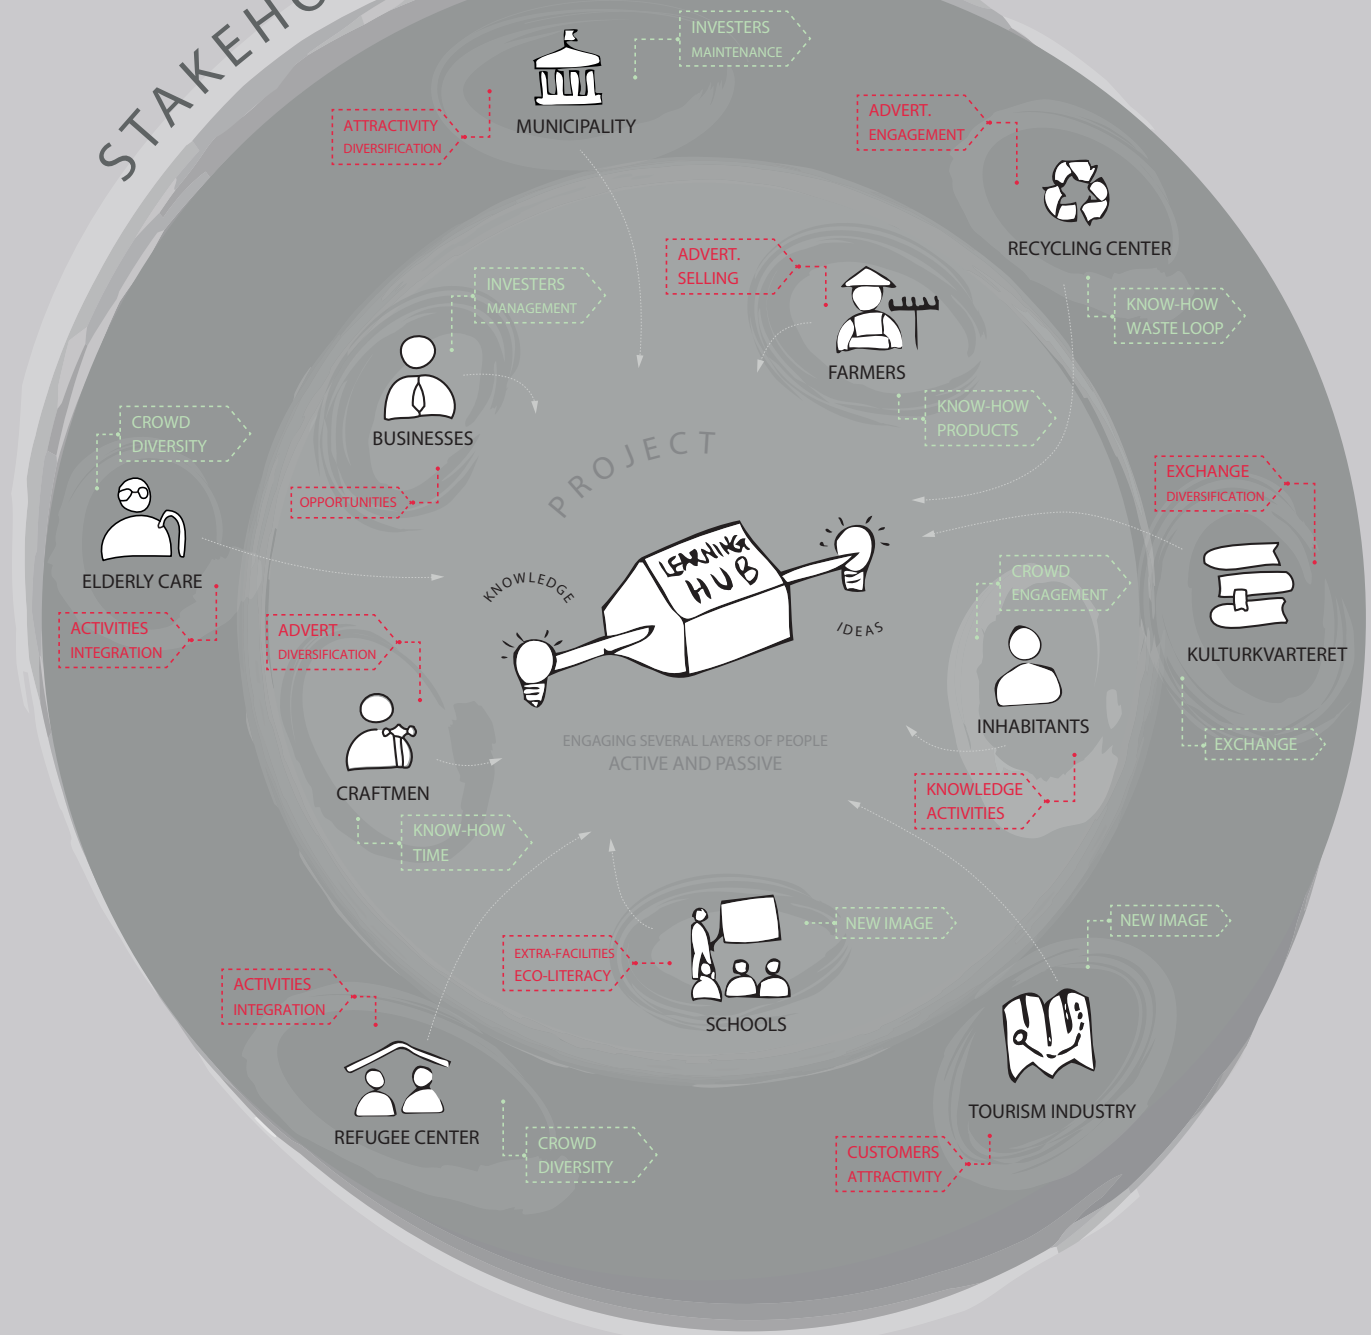 STAKEHO
INVESTERS
MAINTENANCE
ATTRACTIVITY
DIVERSIFICATION
MUNICIPALITY
ADVERT.
ENGAGEMENT
RECYCLING CENTER
KNOW-HOW
WASTE LOOP
ADVERT.
SELLING
FARMERS
KNOW-HOW
PRODUCTS
INVESTERS
MANAGEMENT
BUSINESSES
OPPORTUNITIES
CROWD
DIVERSITY
ELDERLY CARE
ACTIVITIES
INTEGRATION
PROJECT
LEARNING
HUB
KNOWLEDGE
IDEAS
ENGAGING SEVERAL LAYERS OF PEOPLE
ACTIVE AND PASSIVE
EXCHANGE
DIVERSIFICATION
KULTURKVARTERET
EXCHANGE
CROWD
ENGAGEMENT
INHABITANTS
KNOWLEDGE
ACTIVITIES
ADVERT.
DIVERSIFICATION
CRAFTMEN
KNOW-HOW
TIME
NEW IMAGE
EXTRA-FACILITIES
ECO-LITERACY
SCHOOLS
NEW IMAGE
TOURISM INDUSTRY
CUSTOMERS
ATTRACTIVITY
ACTIVITIES
INTEGRATION
REFUGEE CENTER
CROWD
DIVERSITY